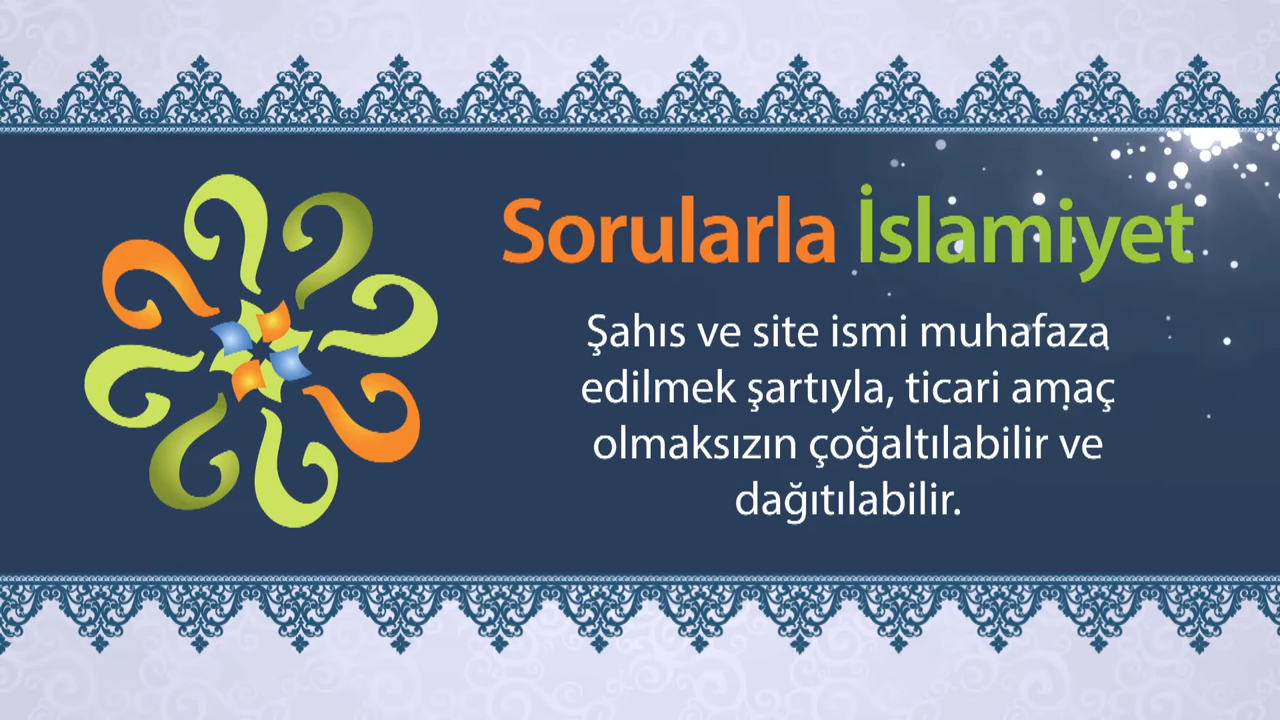 Sorularla İslamiyet
Şahıs ve site ismi muhafaza
edilmek şartıyla, ticari amaç
olmaksızın çoğaltılabilir ve
dağıtılabilir.